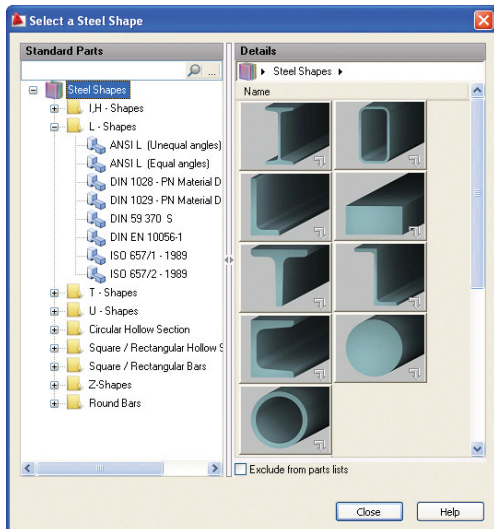 Select a Steel Shape
Standard Parts
...
Steel Shapes
I,H - Shapes
L - Shapes
ANSI L (Unequal angles)
ANSI L (Equal angles)
DIN 1028 - PN Material D
DIN 1029 - PN Material D
DIN 59 370 S
DIN EN 10056-1
ISO 657/1 - 1989
ISO 657/2 - 1989
T - Shapes
U - Shapes
Circular Hollow Section
Square / Rectangular Hollow S
Square / Rectangular Bars
Z-Shapes
Round Bars
Details
Steel Shapes
Name
Exclude from parts lists
Close Help